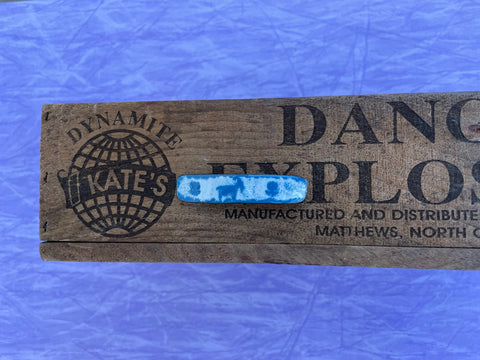 DYNAMITE
KATE'S
DANG
EXPLOS
MANUFACTURED AND DISTRIBUTE
MATTHEWS, NORTH